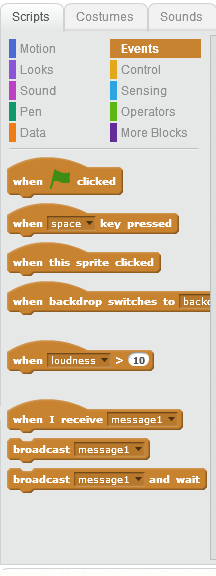 Scripts Costumes Sounds
Motion Events
Looks Control
Sound Sensing
Pen Operators
Data More Blocks
when clicked
when space key pressed
when this sprite clicked
when backdrop switches to
when loudness > 10
when I receive message1
broadcast message1
broadcast message1 and wait